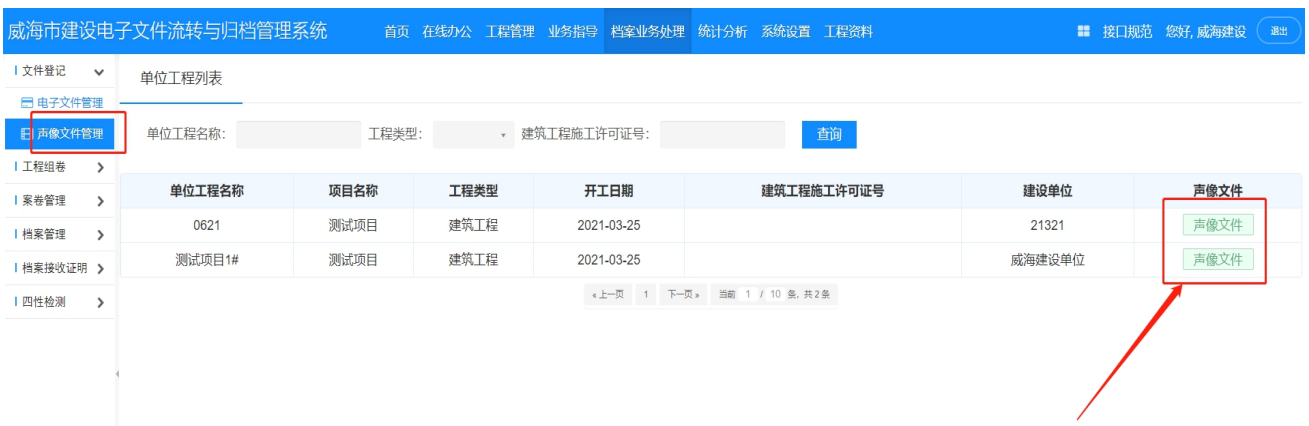 威海市建设电子文件流转与归档管理系统 首页 在线办公 工程管理 业务指导 档案业务处理 统计分析 系统设置 工程资料 接口规范 您好, 威海建设 退出
文件登记
电子文件管理
声像文件管理
工程组卷
案卷管理
档案管理
档案接收证明
四性检测
单位工程列表
单位工程名称: 工程类型: 建筑工程施工许可证号: 查询
单位工程名称 项目名称 工程类型 开工日期 建筑工程施工许可证号 建设单位 声像文件
0621 测试项目 建筑工程 2021-03-25 21321 声像文件
测试项目1# 测试项目 建筑工程 2021-03-25 威海建设单位 声像文件
«上一页 1 下一页» 当前 1 / 10 条, 共2条